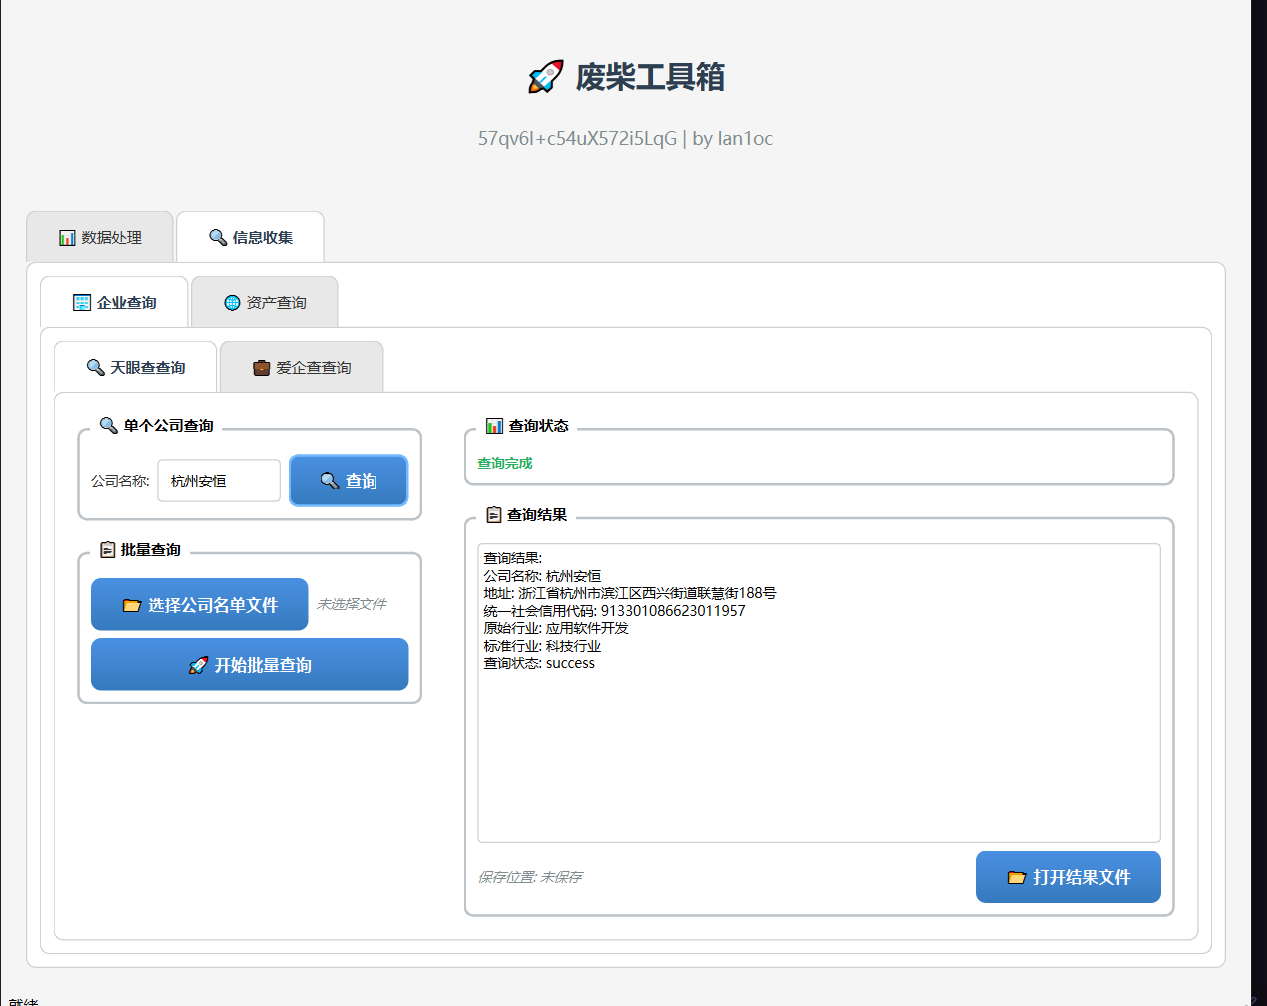 废柴工具箱
57qv6I+c54uX572i5LqG | by lan1oc
数据处理
信息收集
企业查询
资产查询
天眼查查询
爱企查查询
单个公司查询
公司名称:
杭州安恒
查询
批量查询
选择公司名单文件
未选择文件
开始批量查询
查询状态
查询完成
查询结果
查询结果:
公司名称: 杭州安恒
地址: 浙江省杭州市滨江区西兴街道联慧街188号
统一社会信用代码: 913301086623011957
原始行业: 应用软件开发
标准行业: 科技行业
查询状态: success
保存位置: 未保存
打开结果文件
就绪